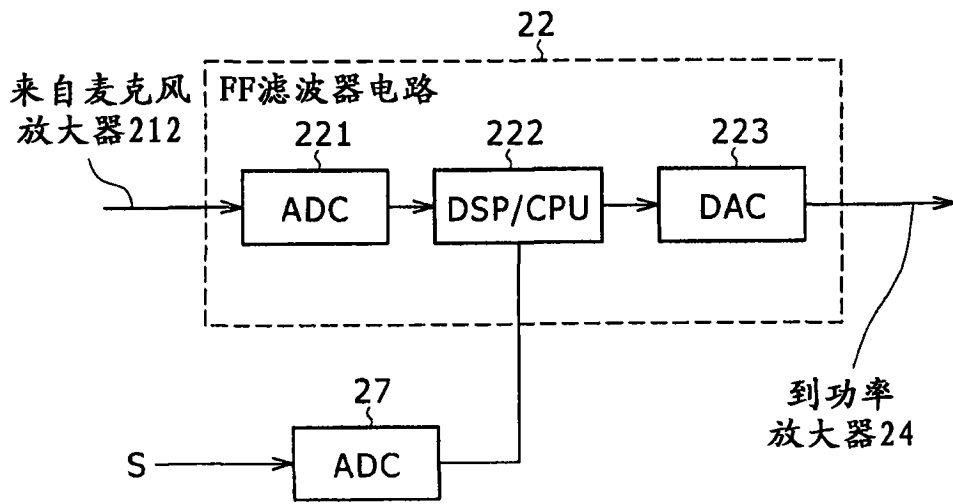 22
来自麦克风
放大器212
FF滤波器电路
221
222
223
ADC
DSP/CPU
DAC
27
S
ADC
到功率
放大器24